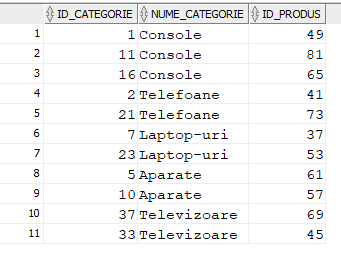 ID_CATEGORIE NUME_CATEGORIE ID_PRODUS
1 1 Console 49
2 11 Console 81
3 16 Console 65
4 2 Telefoane 41
5 21 Telefoane 73
6 7 Laptop-uri 37
7 23 Laptop-uri 53
8 5 Aparate 61
9 10 Aparate 57
10 37 Televizoare 69
11 33 Televizoare 45